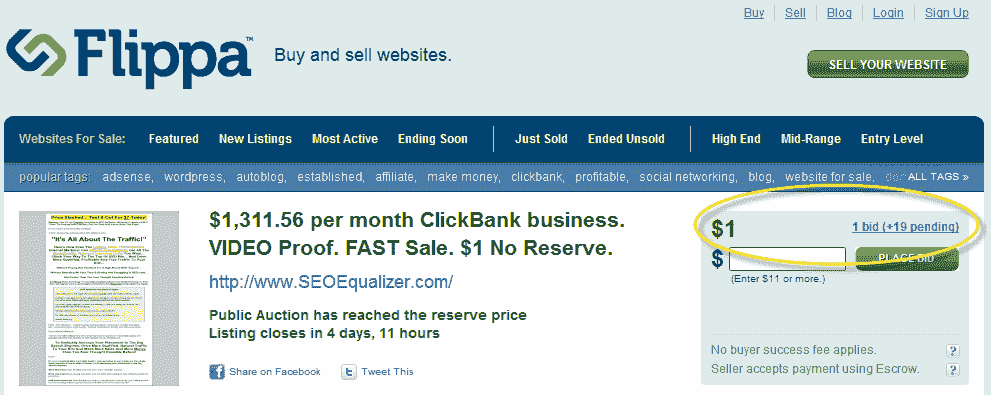 Buy Sell Blog Login Sign Up
Flippa™
Buy and sell websites.
SELL YOUR WEBSITE
Websites For Sale: Featured New Listings Most Active Ending Soon Just Sold Ended Unsold High End Mid-Range Entry Level
popular tags: adsense, wordpress, autoblog, established, affiliate, make money, clickbank, profitable, social networking, blog, website for sale, ALL TAGS »
"It's All About The Traffic!"
$1,311.56 per month ClickBank business.
VIDEO Proof. FAST Sale. $1 No Reserve.
http://www.SEOEqualizer.com/
Public Auction has reached the reserve price
Listing closes in 4 days, 11 hours
Share on Facebook Tweet This
$1 1 bid (+19 pending)
$ PLACE BID
(Enter $11 or more.)
No buyer success fee applies. ?
Seller accepts payment using Escrow. ?